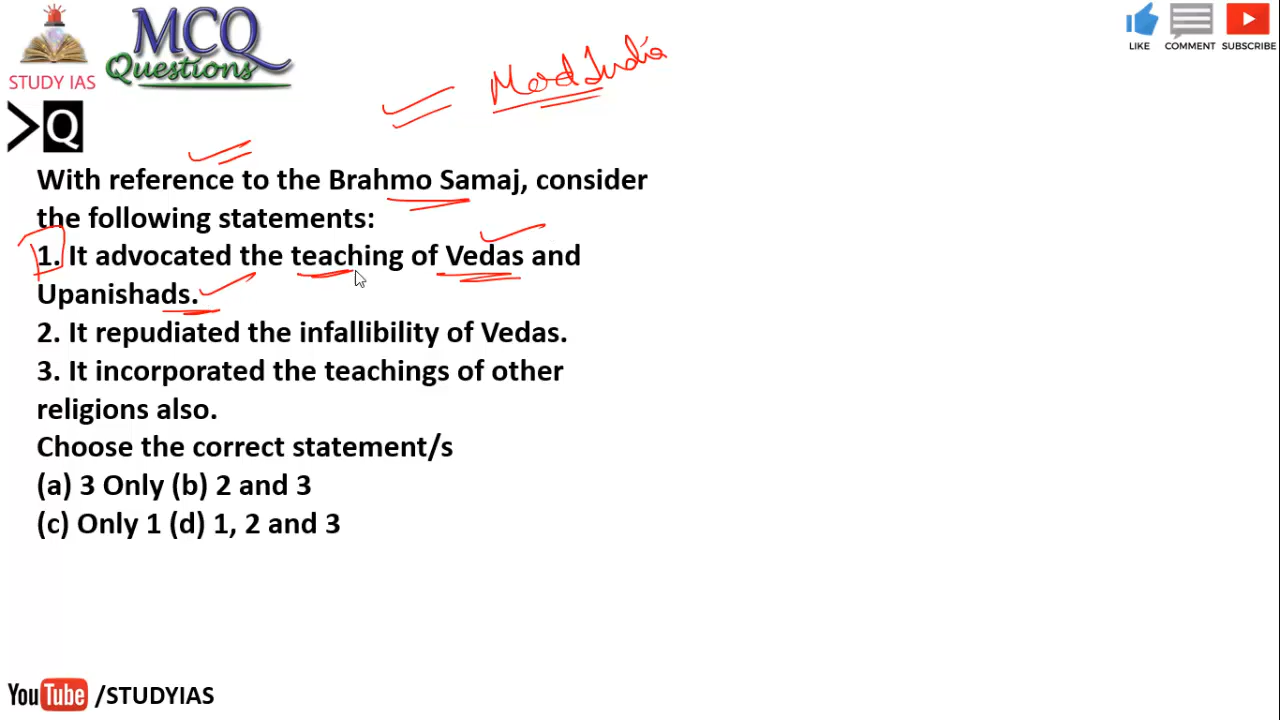 MCQ
Questions
STUDY IAS
LIKE COMMENT SUBSCRIBE
>Q
With reference to the Brahmo Samaj, consider
the following statements:
1. It advocated the teaching of Vedas and
Upanishads.
2. It repudiated the infallibility of Vedas.
3. It incorporated the teachings of other
religions also.
Choose the correct statement/s
(a) 3 Only (b) 2 and 3
(c) Only 1 (d) 1, 2 and 3
YouTube /STUDYIAS